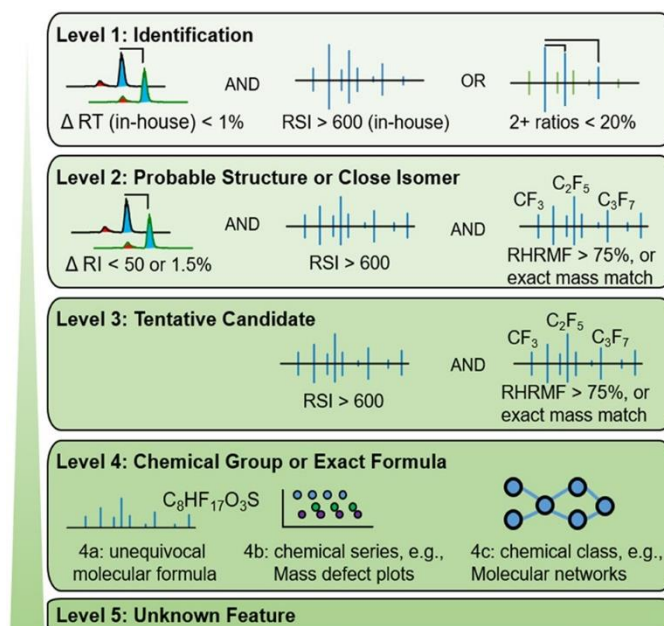 Level 1: Identification
AND
OR
Δ RT (in-house) < 1%
RSI > 600 (in-house)
2+ ratios < 20%
Level 2: Probable Structure or Close Isomer
CF₃
C₂F₅
C₃F₇
AND
AND
Δ RI < 50 or 1.5%
RSI > 600
RHRMF > 75%, or
exact mass match
Level 3: Tentative Candidate
CF₃
C₂F₅
C₃F₇
AND
RSI > 600
RHRMF > 75%, or
exact mass match
Level 4: Chemical Group or Exact Formula
C₈HF₁₇O₃S
4a: unequivocal
molecular formula
4b: chemical series, e.g.,
Mass defect plots
4c: chemical class, e.g.,
Molecular networks
Level 5: Unknown Feature